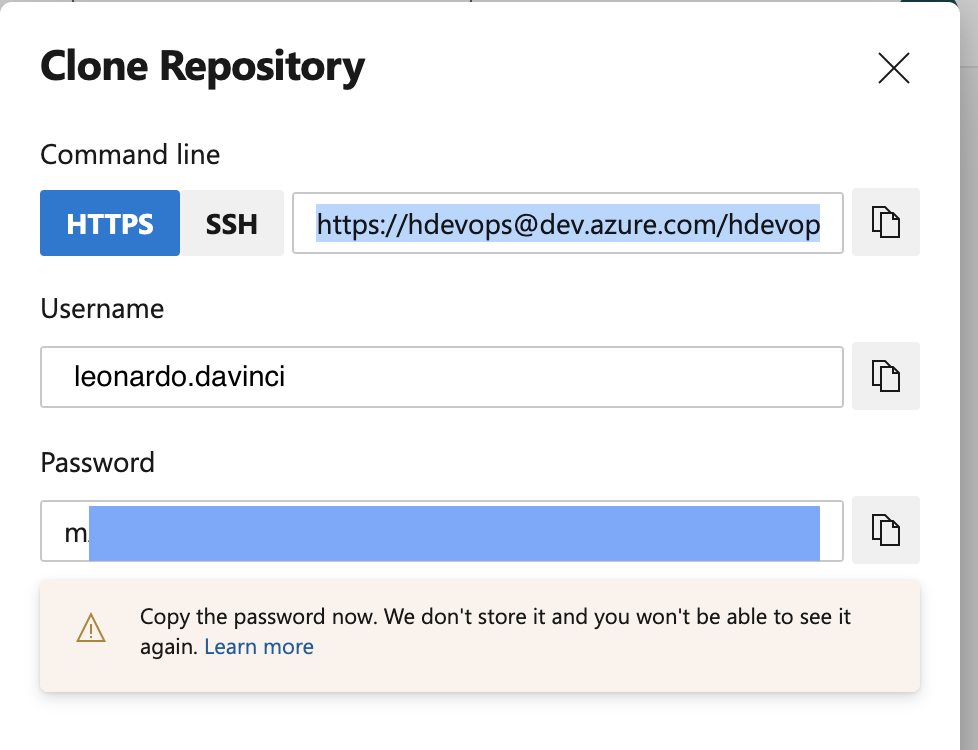 Clone Repository
Command line
HTTPS SSH https://hdevops@dev.azure.com/hdevop
Username
leonardo.davinci
Password
m
Copy the password now. We don't store it and you won't be able to see it
again. Learn more